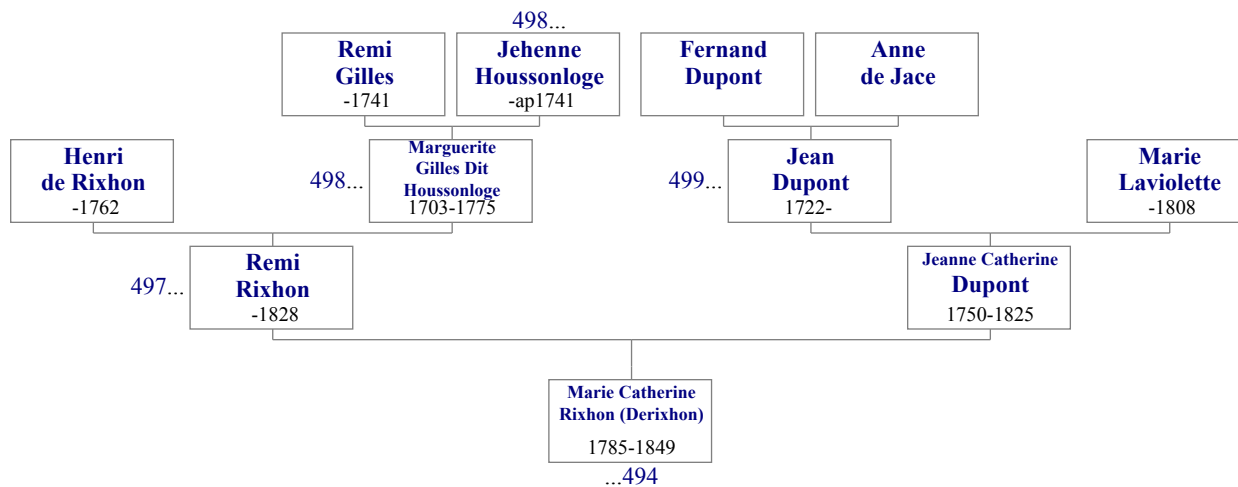 498...
Remi
Gilles
-1741
Jehenne
Houssonloge
-ap1741
Fernand
Dupont
Anne
de Jace
Henri
de Rixhon
-1762
498...
Marguerite
Gilles Dit
Houssonloge
1703-1775
499...
Jean
Dupont
1722-
Marie
Laviolette
-1808
497...
Remi
Rixhon
-1828
Jeanne Catherine
Dupont
1750-1825
Marie Catherine
Rixhon (Derixhon)
1785-1849
...494